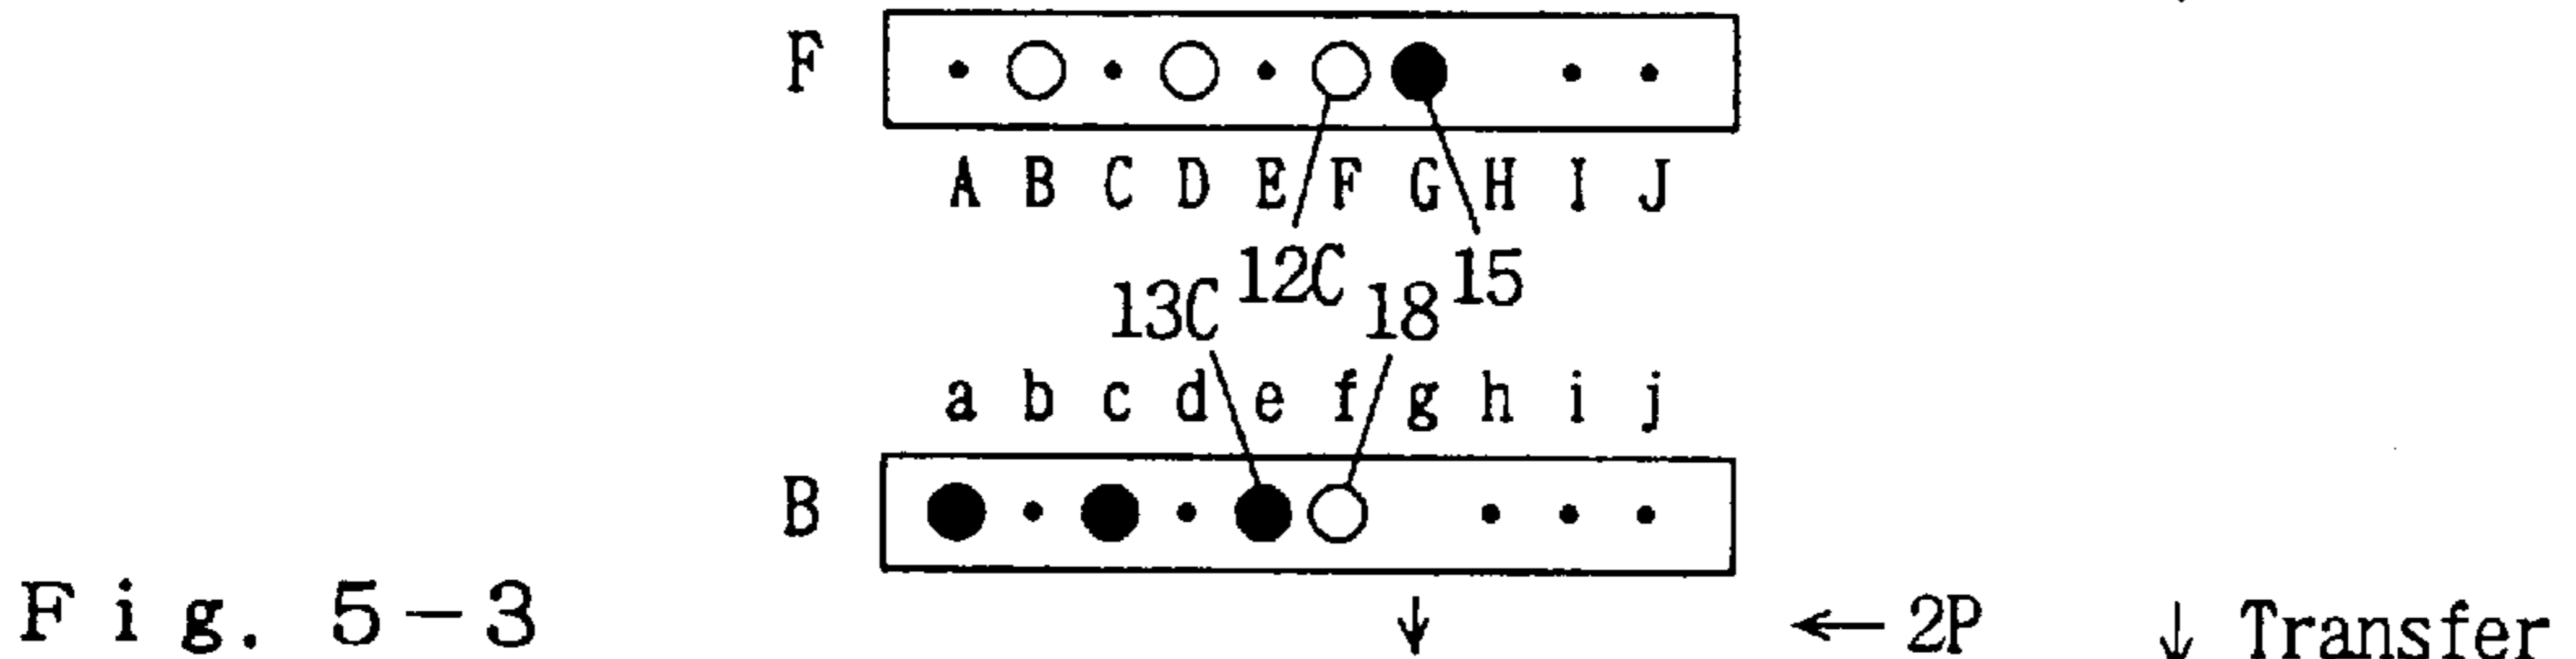 F
A B C D E F G H I J
12C 15
13C 18
a b c d e f g h i j
B
Fig. 5-3 ↓ ← 2P ↓ Transfer